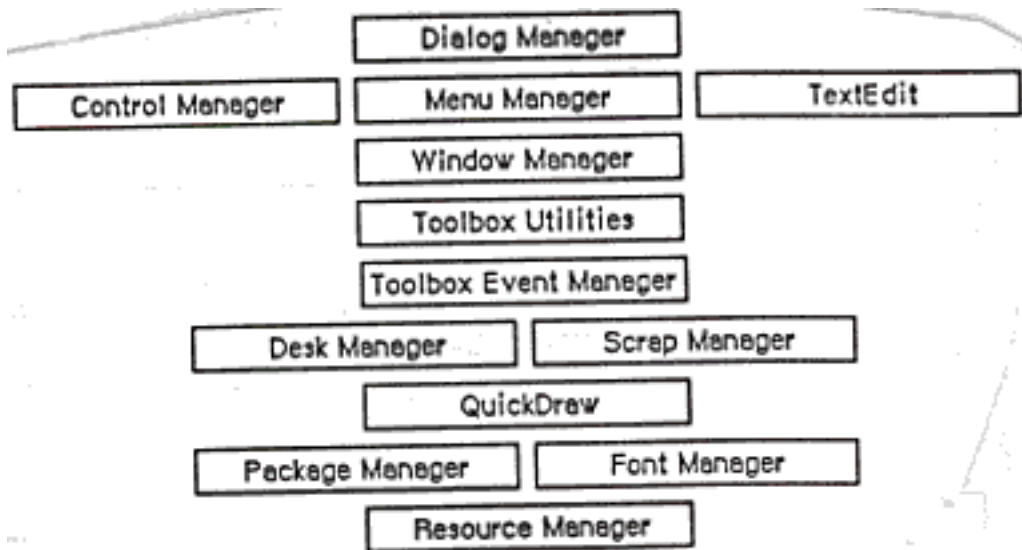 Dialog Manager
Control Manager
Menu Manager
TextEdit
Window Manager
Toolbox Utilities
Toolbox Event Manager
Desk Manager
Scrap Manager
QuickDraw
Package Manager
Font Manager
Resource Manager